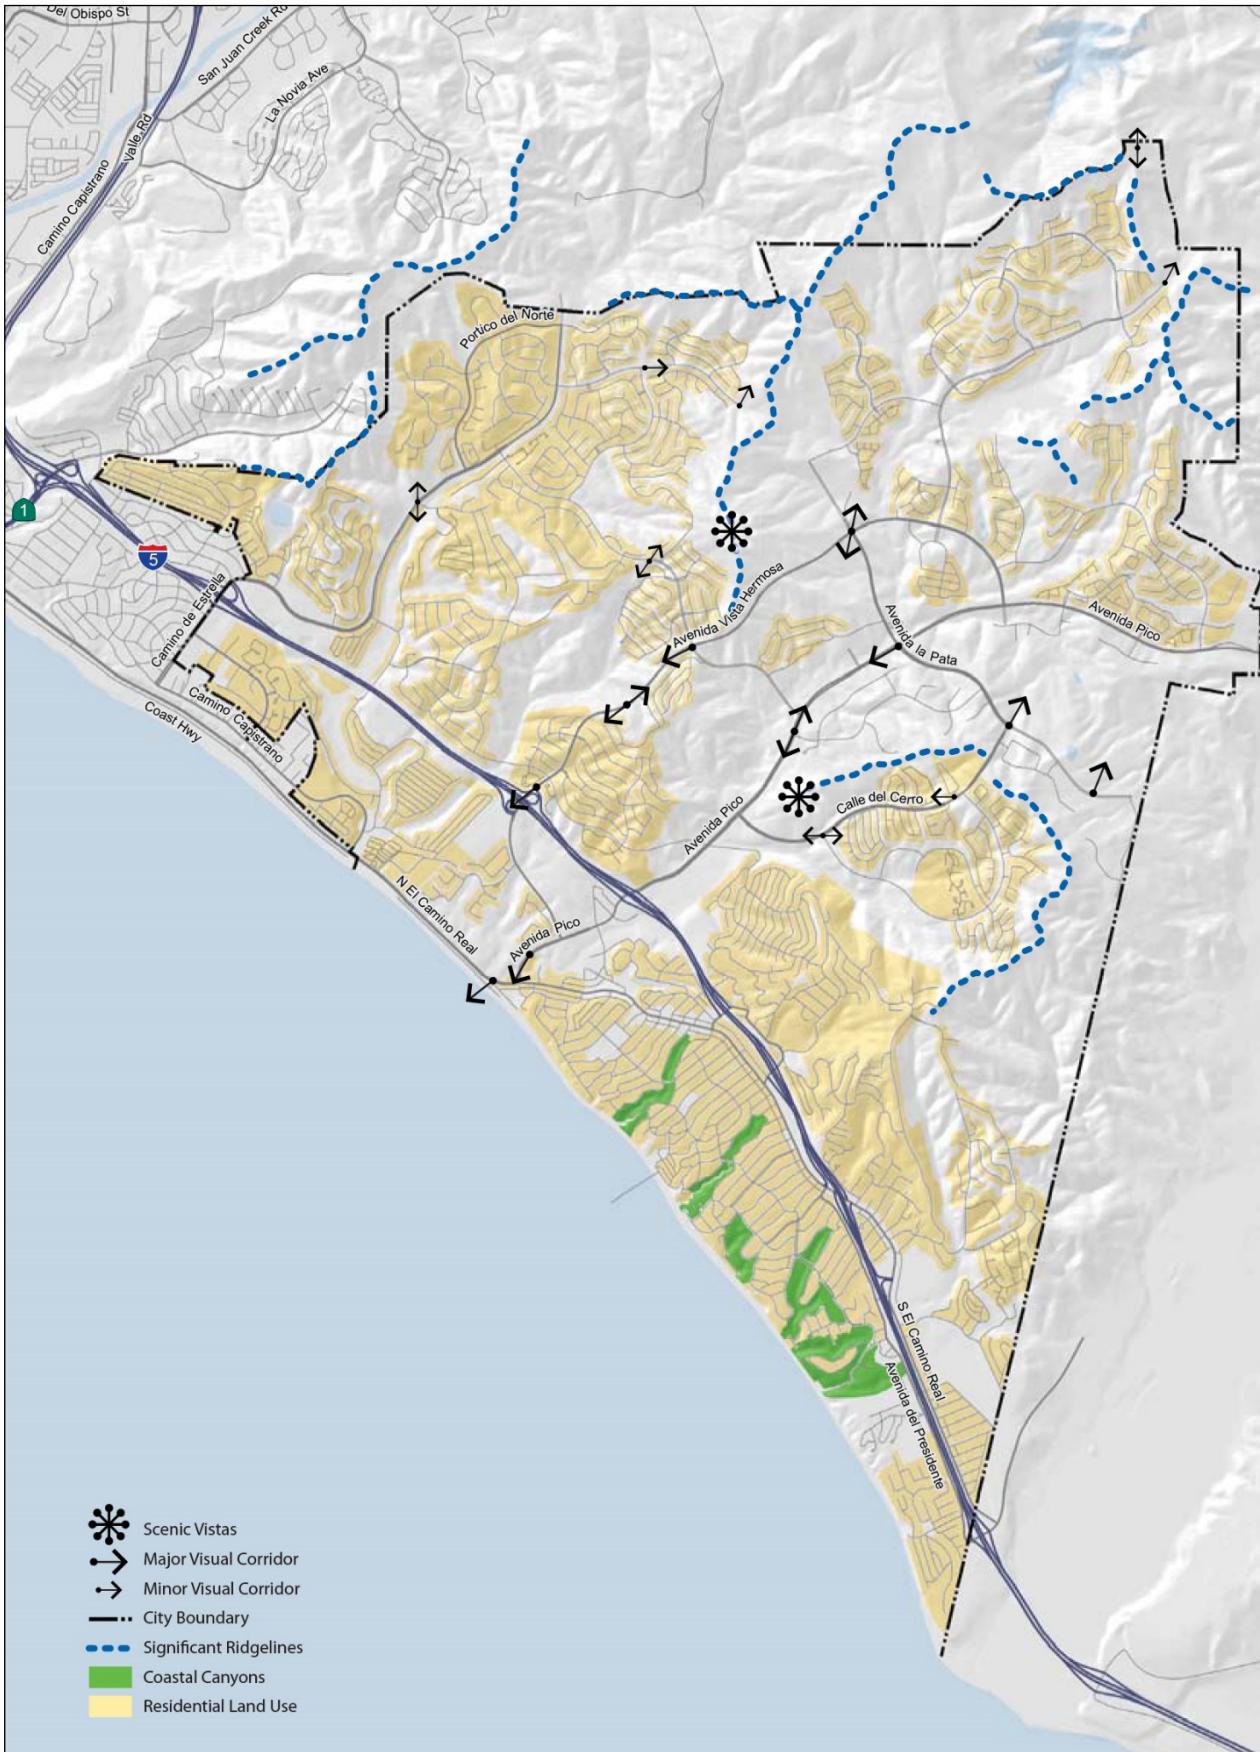 Del Obispo St
San Juan Creek Rd
La Novia Ave
Valle Rd
Camino Capistrano
Portico del Norte
1
5
Camino de Estrella
Avenida Vista Hermosa
Avenida la Pata
Avenida Pico
Camino Capistrano
Coast Hwy
Calle del Cerro
Avenida Pico
N El Camino Real
Avenida Pico
S El Camino Real
Avenida del Presidente
Scenic Vistas
Major Visual Corridor
Minor Visual Corridor
City Boundary
Significant Ridgelines
Coastal Canyons
Residential Land Use